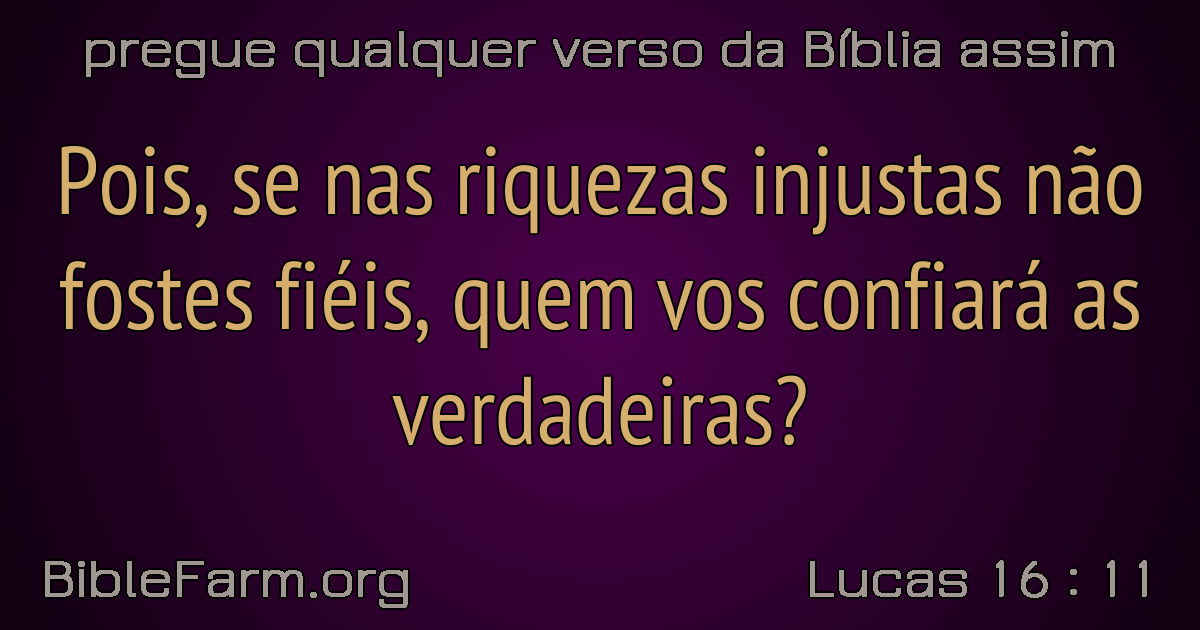 pregue qualquer verso da Bíblia assim
Pois, se nas riquezas injustas não
fostes fiéis, quem vos confiará as
verdadeiras?
BibleFarm.org
Lucas 16 : 11